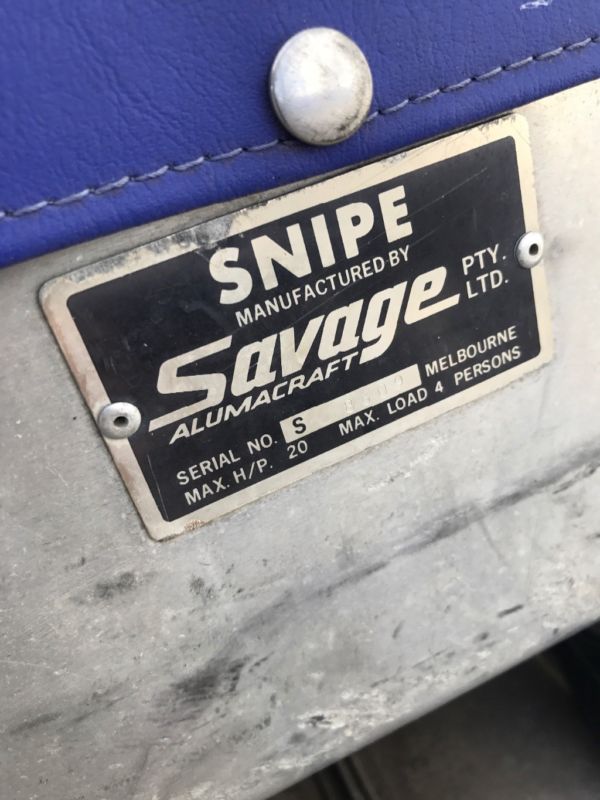 SNIPE
MANUFACTURED BY
Savage PTY. LTD.
ALUMACRAFT MELBOURNE
SERIAL NO. S
MAX. H/P. 20 MAX. LOAD 4 PERSONS